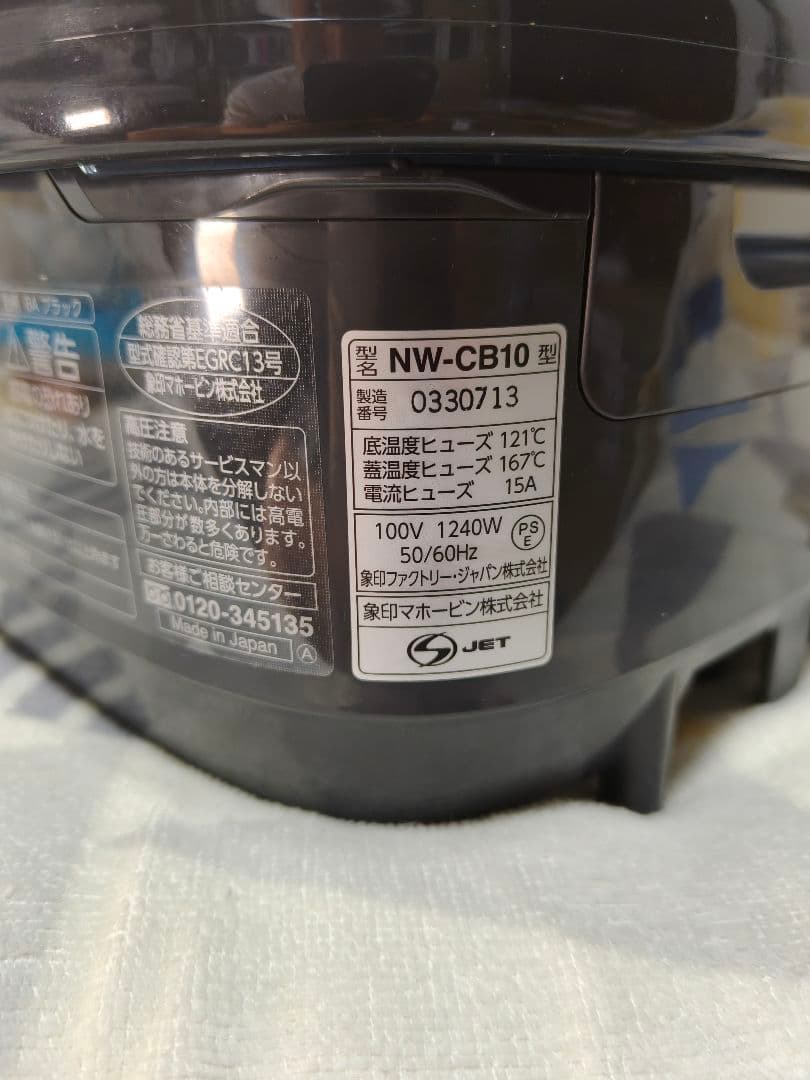 BA ブラック
警告
総務省基準適合
型式確認第EGRC13号
象印マホービン株式会社
高圧注意
技術のあるサービスマン以
外の方は本体を分解しない
でください。内部には高電
圧部分が数多くあります。
万一さわると危険です。
お客様ご相談センター
0120-345135
Made in Japan
A
型名 NW-CB10 型
製造番号 0330713
底温度ヒューズ 121℃
蓋温度ヒューズ 167℃
電流ヒューズ 15A
100V 1240W
50/60Hz
PSE
象印ファクトリー・ジャパン株式会社
象印マホービン株式会社
JET